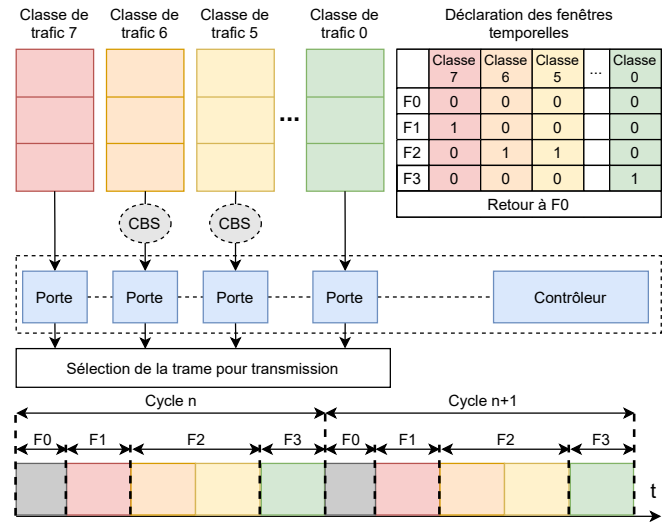 Classe de
trafic 7
Classe de
trafic 6
Classe de
trafic 5
Classe de
trafic 0
...
Déclaration des fenêtres
temporelles
Classe
7
Classe
6
Classe
5
...
Classe
0
F0 0 0 0 0
F1 1 0 0 0
F2 0 1 1 0
F3 0 0 0 1
Retour à F0
CBS CBS
Porte Porte Porte Porte Contrôleur
Sélection de la trame pour transmission
Cycle n Cycle n+1
F0 F1 F2 F3 F0 F1 F2 F3
t